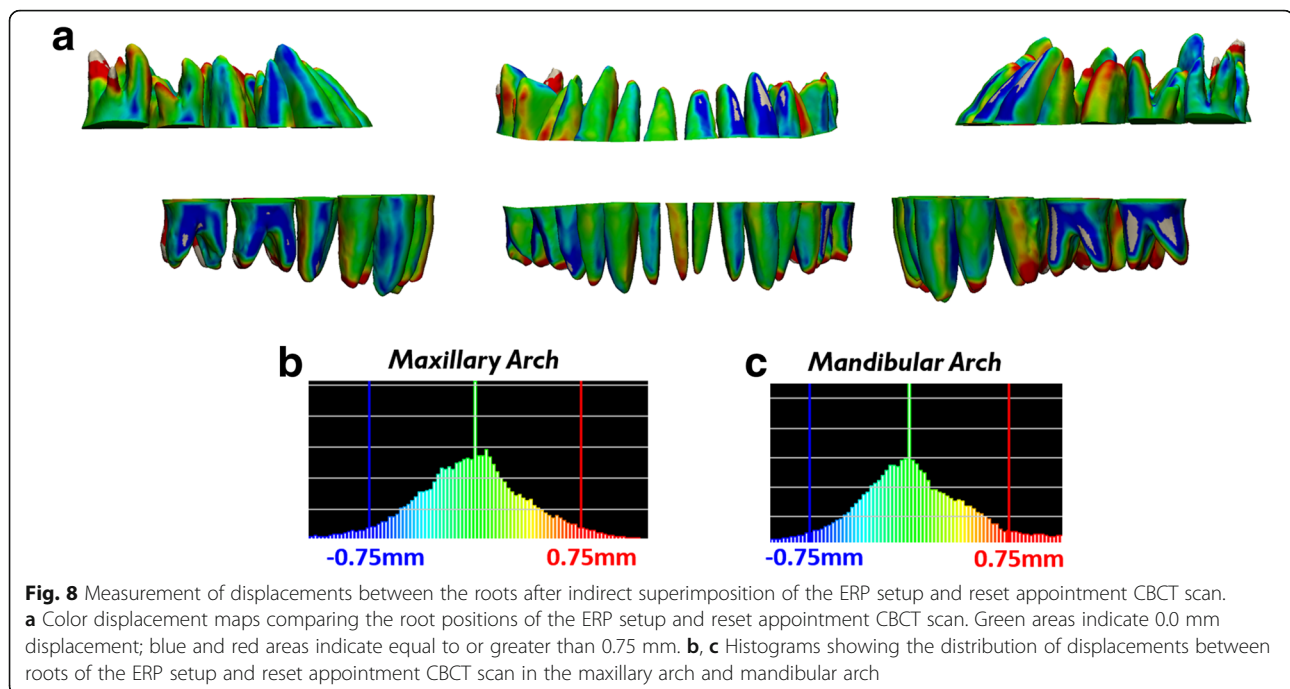 a
b
Maxillary Arch
-0.75mm
0.75mm
c
Mandibular Arch
-0.75mm
0.75mm
Fig. 8 Measurement of displacements between the roots after indirect superimposition of the ERP setup and reset appointment CBCT scan.
a Color displacement maps comparing the root positions of the ERP setup and reset appointment CBCT scan. Green areas indicate 0.0 mm
displacement; blue and red areas indicate equal to or greater than 0.75 mm. b, c Histograms showing the distribution of displacements between
roots of the ERP setup and reset appointment CBCT scan in the maxillary arch and mandibular arch